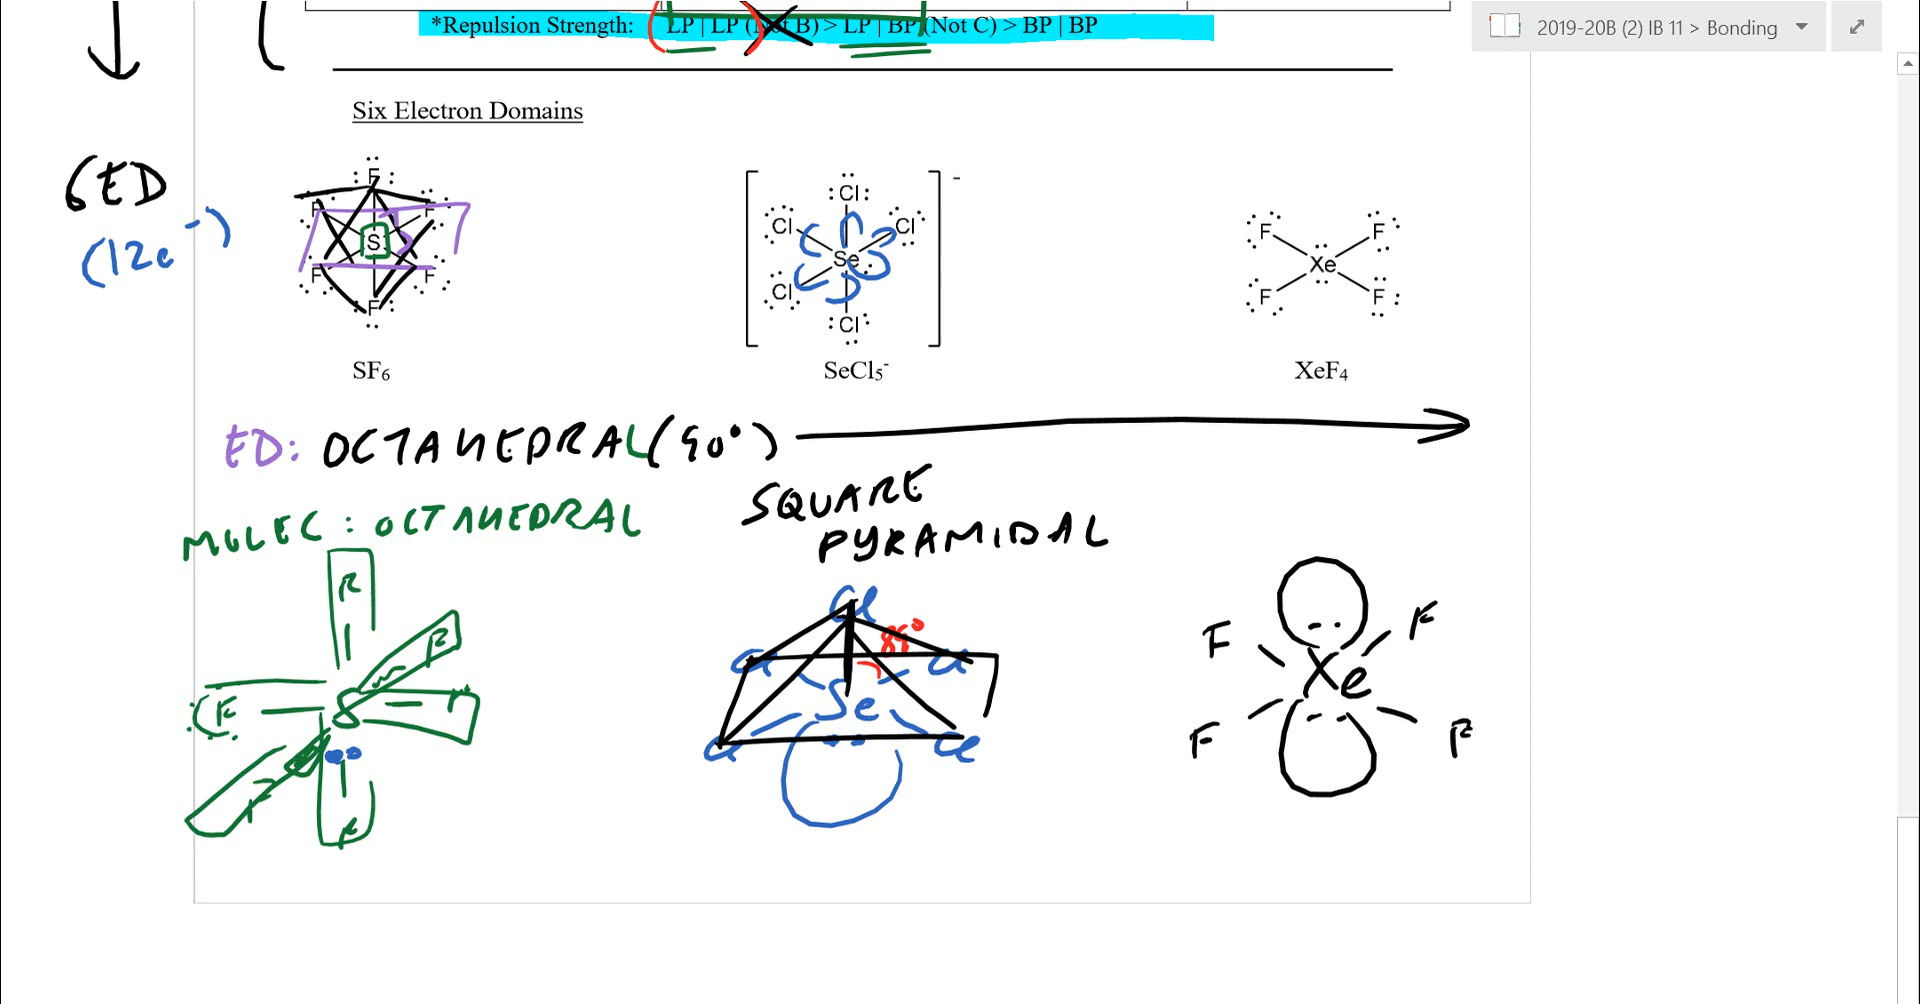 *Repulsion Strength: LP | LP (Not B) > LP | BP (Not C) > BP | BP
2019-20B (2) IB 11 > Bonding
Six Electron Domains
6ED
(12e⁻)
F
F F
S
F F
F
[ Cl ]⁻
Cl Cl
Se
Cl
Cl
F F
Xe
F F
SF₆ SeCl₅⁻ XeF₄
ED: OCTAHEDRAL (90°)
MOLEC: OCTAHEDRAL
SQUARE
PYRAMIDAL
F
F
F S F
F
F
Cl
88°
Cl Cl
Se
Cl Cl
F F
Xe
F F